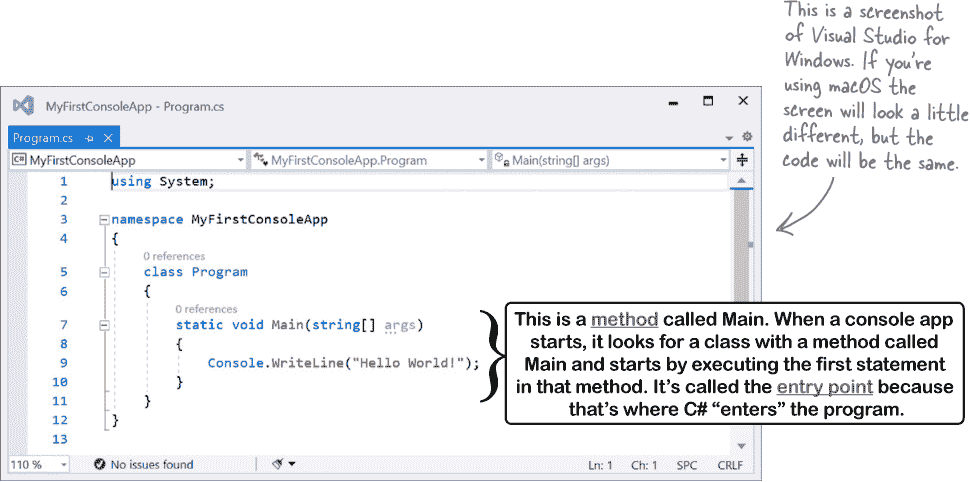 This is a screenshot
of Visual Studio for
Windows. If you're
using macOS the
screen will look a little
different, but the
code will be the same.
MyFirstConsoleApp - Program.cs
Program.cs
C# MyFirstConsoleApp MyFirstConsoleApp.Program Main(string[] args)
1 using System;
2
3 namespace MyFirstConsoleApp
4 {
0 references
5 class Program
6 {
0 references
7 static void Main(string[] args)
8 {
9 Console.WriteLine("Hello World!");
10 }
11 }
12 }
13
This is a method called Main. When a console app
starts, it looks for a class with a method called
Main and starts by executing the first statement
in that method. It’s called the entry point because
that’s where C# “enters” the program.
110 % No issues found Ln: 1 Ch: 1 SPC CRLF